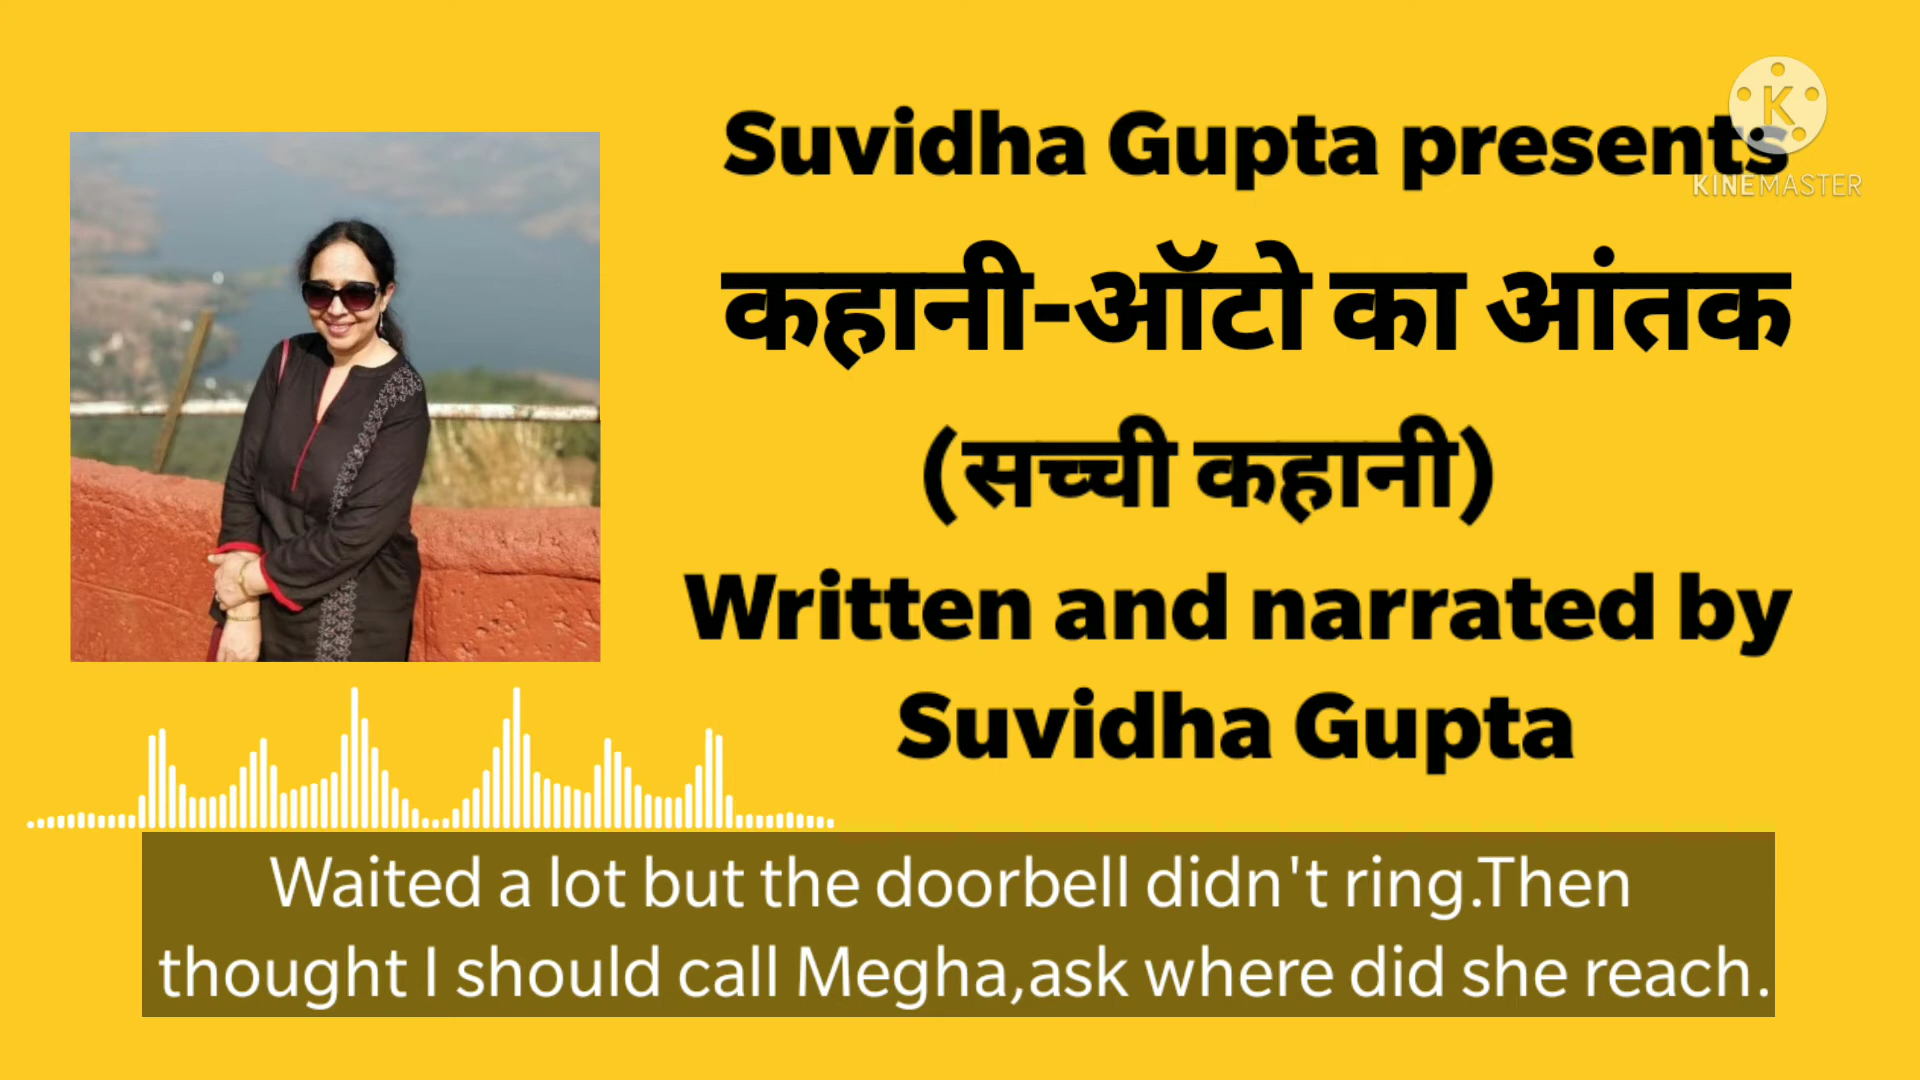 Suvidha Gupta presents
K
KINEMASTER
कहानी-ऑटो का आंतक
(सच्ची कहानी)
Written and narrated by
Suvidha Gupta
Waited a lot but the doorbell didn't ring.Then
thought I should call Megha,ask where did she reach.